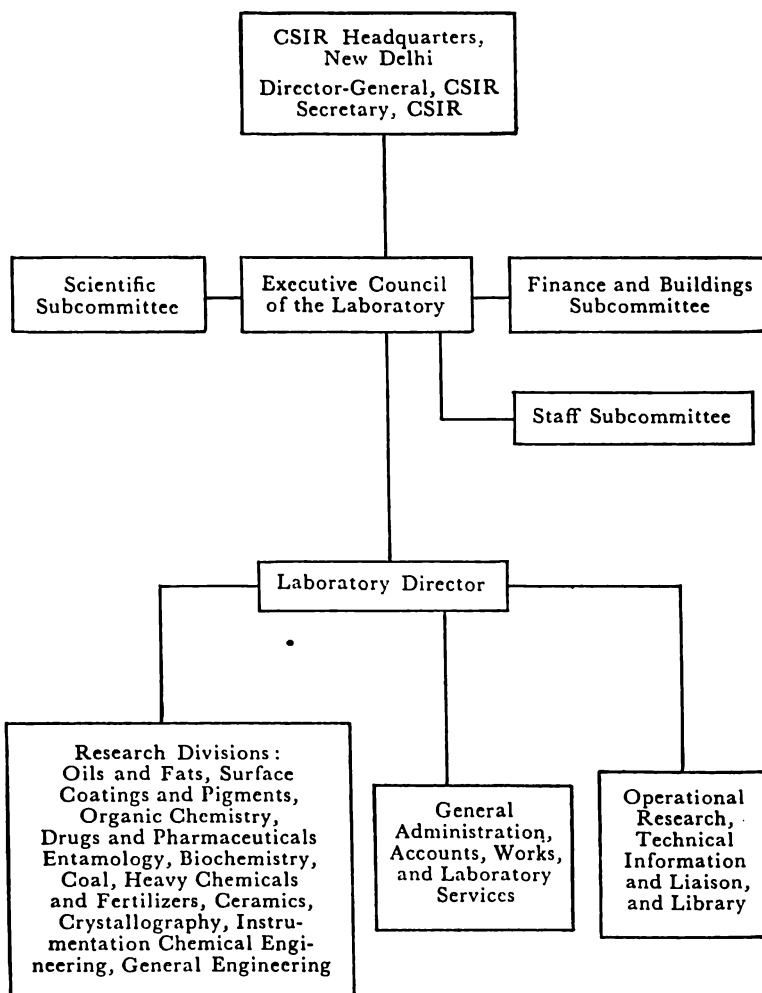 CSIR Headquarters,
New Delhi
Director-General, CSIR
Secretary, CSIR
Scientific
Subcommittee
Executive Council
of the Laboratory
Finance and Buildings
Subcommittee
Staff Subcommittee
Laboratory Director
Research Divisions:
Oils and Fats, Surface
Coatings and Pigments,
Organic Chemistry,
Drugs and Pharmaceuticals
Entamology, Biochemistry,
Coal, Heavy Chemicals
and Fertilizers, Ceramics,
Crystallography, Instru-
mentation Chemical Engi-
neering, General Engineering
General
Administration,
Accounts, Works,
and Laboratory
Services
Operational
Research,
Technical
Information
and Liaison,
and Library